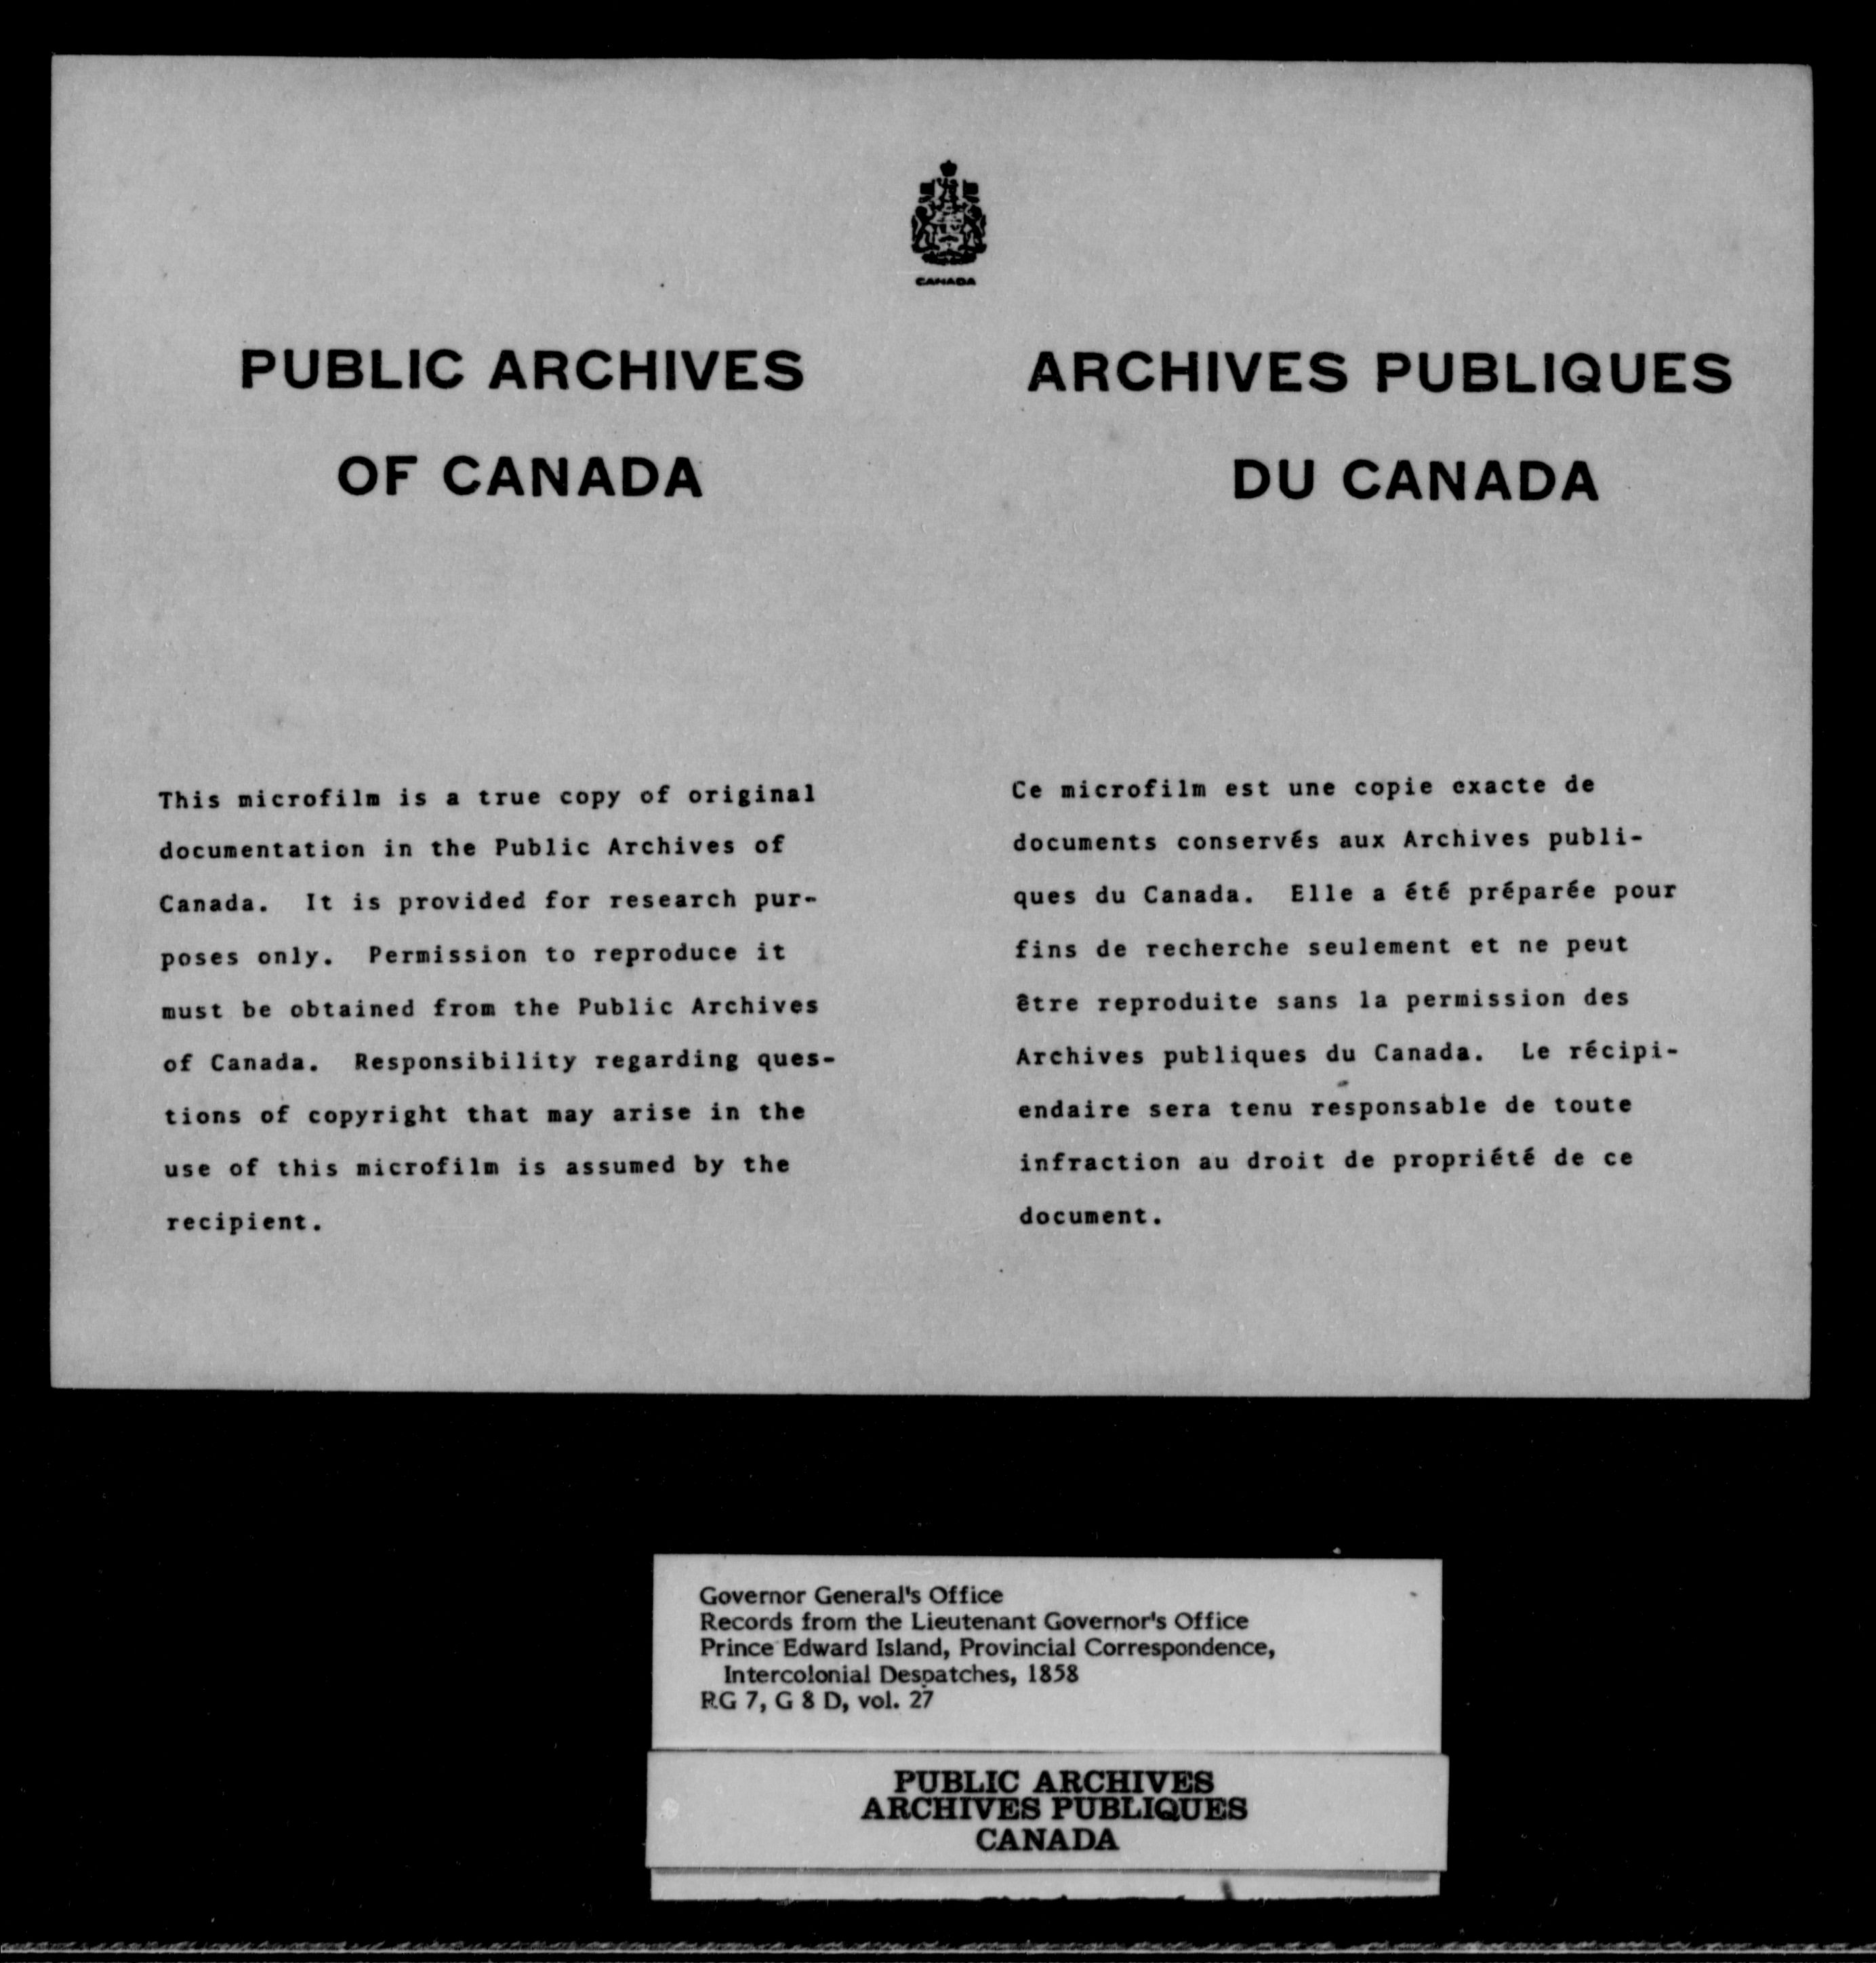 CANADA
PUBLIC ARCHIVES
OF CANADA
This microfilm is a true copy of original
documentation in the Public Archives of
Canada. It is provided for research pur-
poses only. Permission to reproduce it
must be obtained from the Public Archives
of Canada. Responsibility regarding ques-
tions of copyright that may arise in the
use of this microfilm is assumed by the
recipient.
ARCHIVES PUBLIQUES
DU CANADA
Ce microfilm est une copie exacte de
documents conservés aux Archives publi-
ques du Canada. Elle a été préparée pour
fins de recherche seulement et ne peut
être reproduite sans la permission des
Archives publiques du Canada. Le récipi-
endaire sera tenu responsable de toute
infraction au droit de propriété de ce
document.
Governor General's Office
Records from the Lieutenant Governor's Office
Prince Edward Island, Provincial Correspondence,
Intercolonial Despatches, 1858
RG 7, G 8 D, vol. 27
PUBLIC ARCHIVES
ARCHIVES PUBLIQUES
CANADA